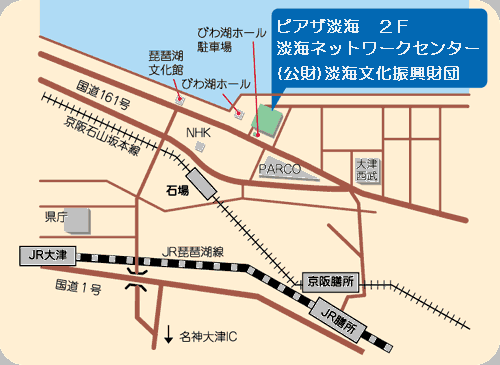 ピアザ淡海　２Ｆ
淡海ネットワークセンター
(公財)淡海文化振興財団
びわ湖ホール
駐車場
琵琶湖
文化館
びわ湖ホール
国道161号
京阪石山坂本線
NHK
PARCO
大津
西武
石場
県庁
JR大津
JR琵琶湖線
国道１号
京阪膳所
JR膳所
名神大津IC